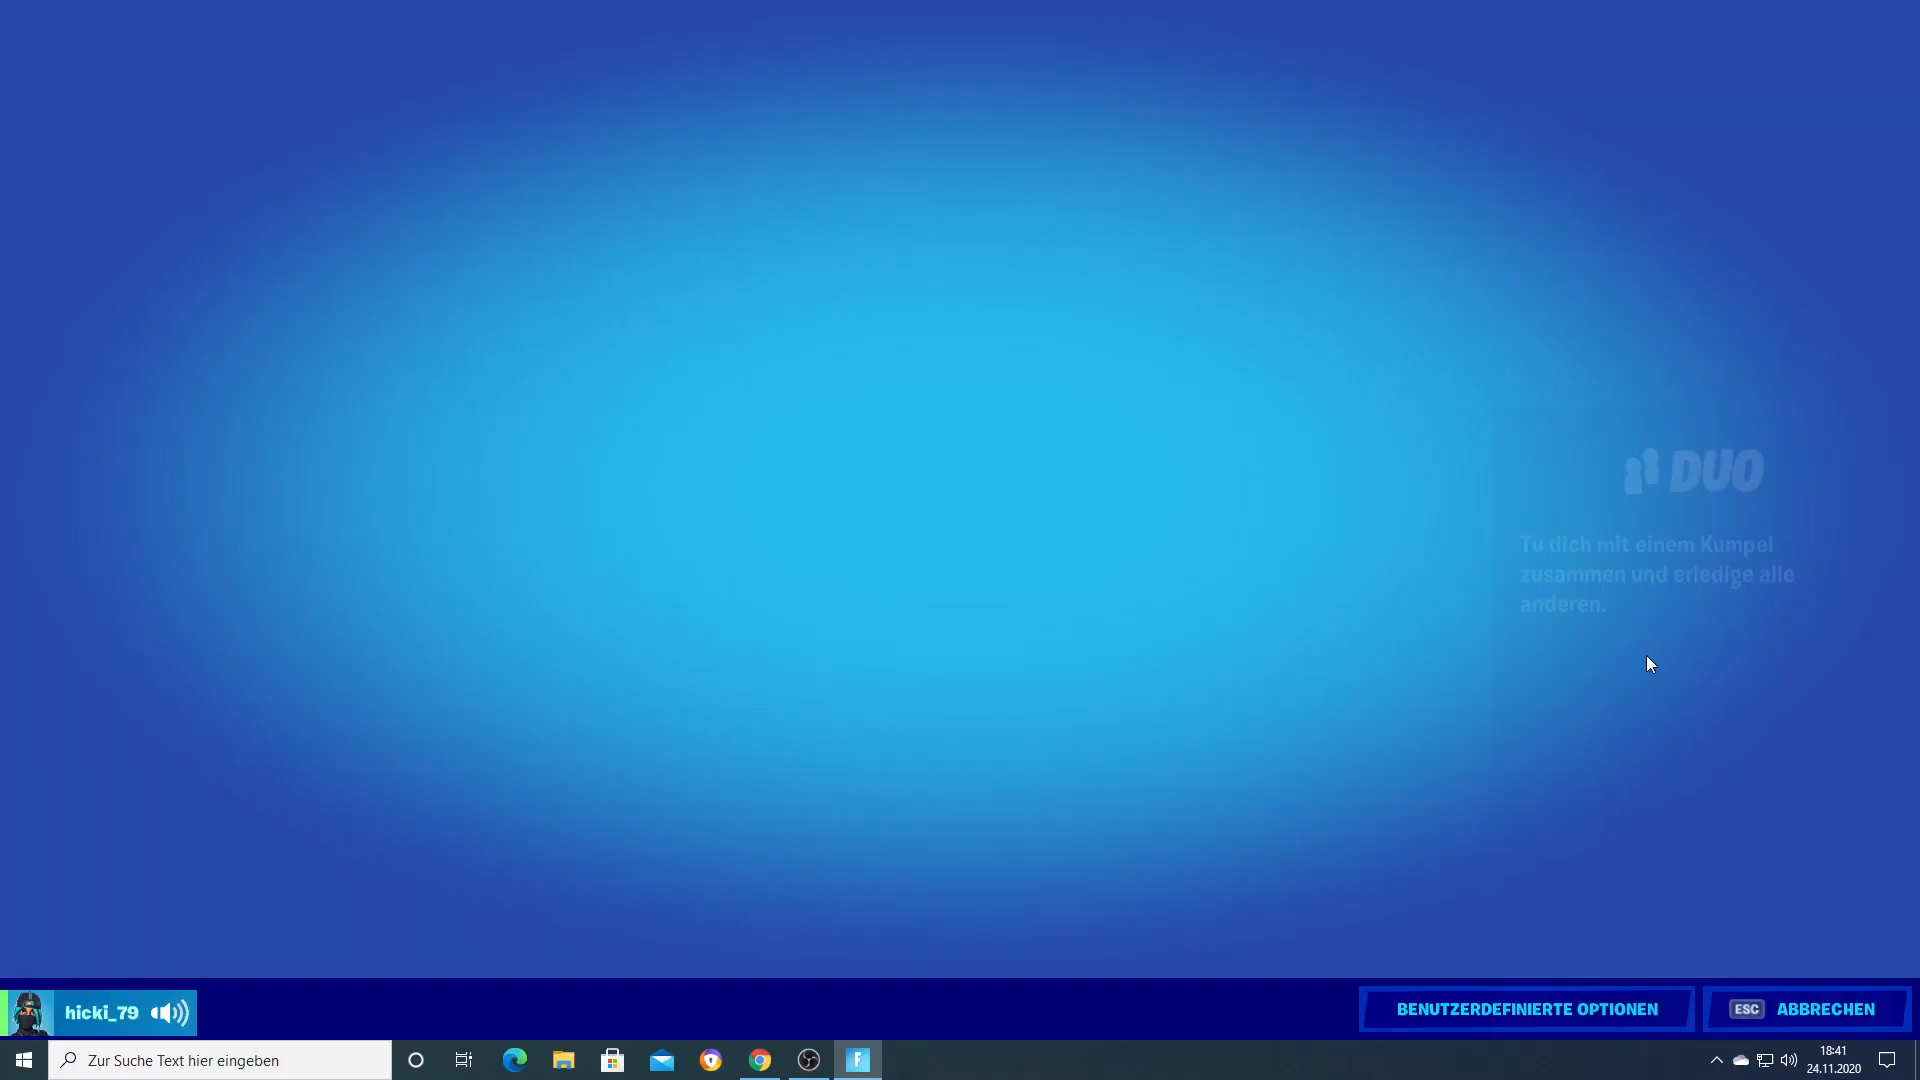 DUO
Tu dich mit einem Kumpel
zusammen und erledige alle
anderen.
hicki_79
BENUTZERDEFINIERTE OPTIONEN
ESC ABBRECHEN
Zur Suche Text hier eingeben
18:41
24.11.2020